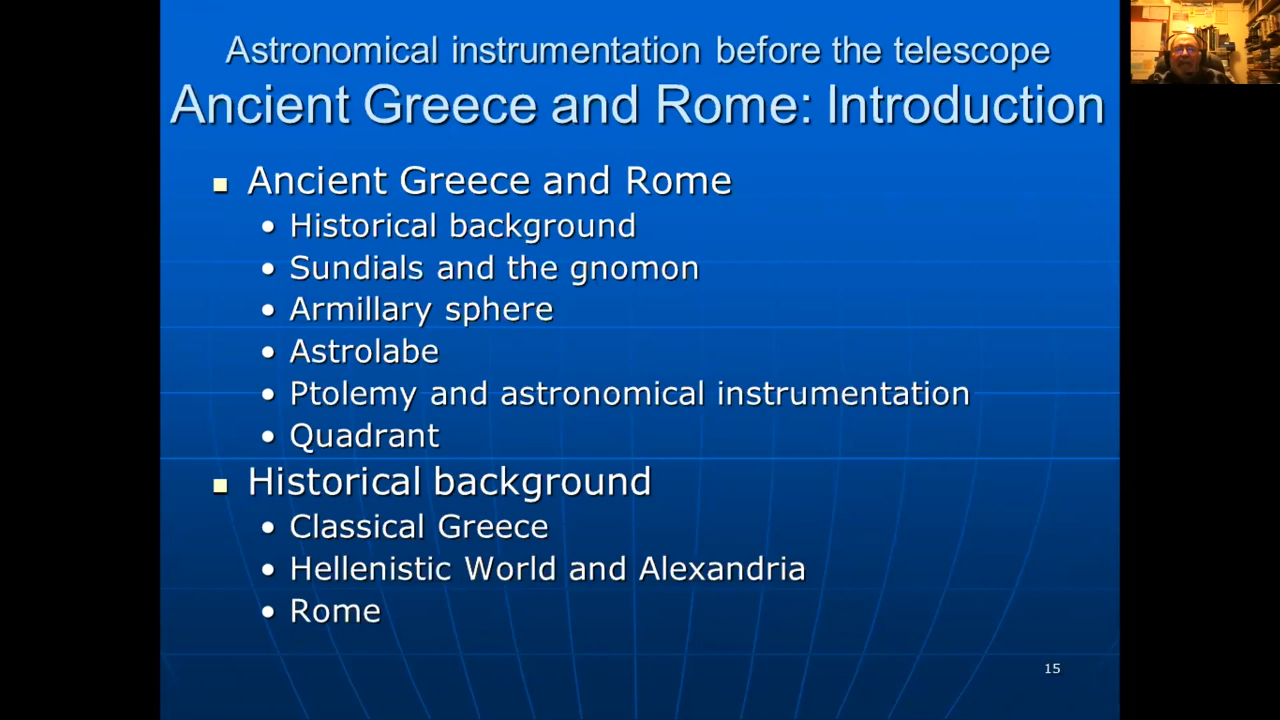 Astronomical instrumentation before the telescope
Ancient Greece and Rome: Introduction
Ancient Greece and Rome
Historical background
Sundials and the gnomon
Armillary sphere
Astrolabe
Ptolemy and astronomical instrumentation
Quadrant
Historical background
Classical Greece
Hellenistic World and Alexandria
Rome
15